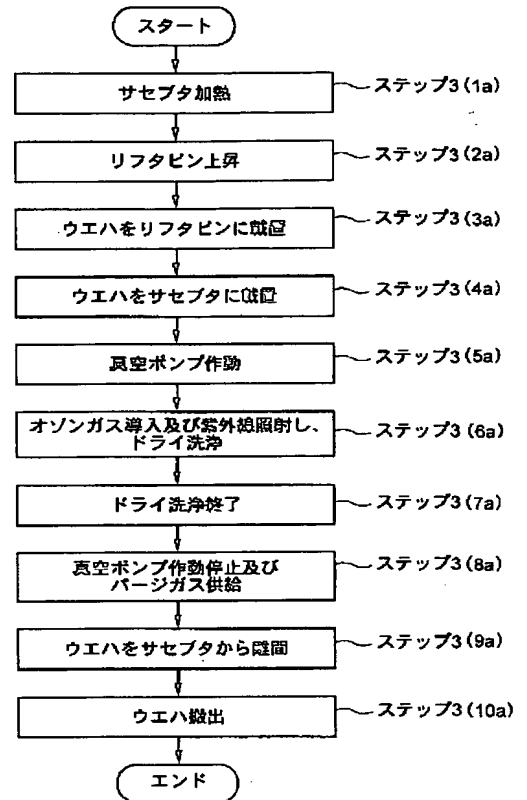 スタート
サセプタ加熱
ステップ3(1a)
リフタピン上昇
ステップ3(2a)
ウエハをリフタピンに載置
ステップ3(3a)
ウエハをサセプタに載置
ステップ3(4a)
真空ポンプ作動
ステップ3(5a)
オゾンガス導入及び紫外線照射し、
ドライ洗浄
ステップ3(6a)
ドライ洗浄終了
ステップ3(7a)
真空ポンプ作動停止及び
パージガス供給
ステップ3(8a)
ウエハをサセプタから離間
ステップ3(9a)
ウエハ搬出
ステップ3(10a)
エンド